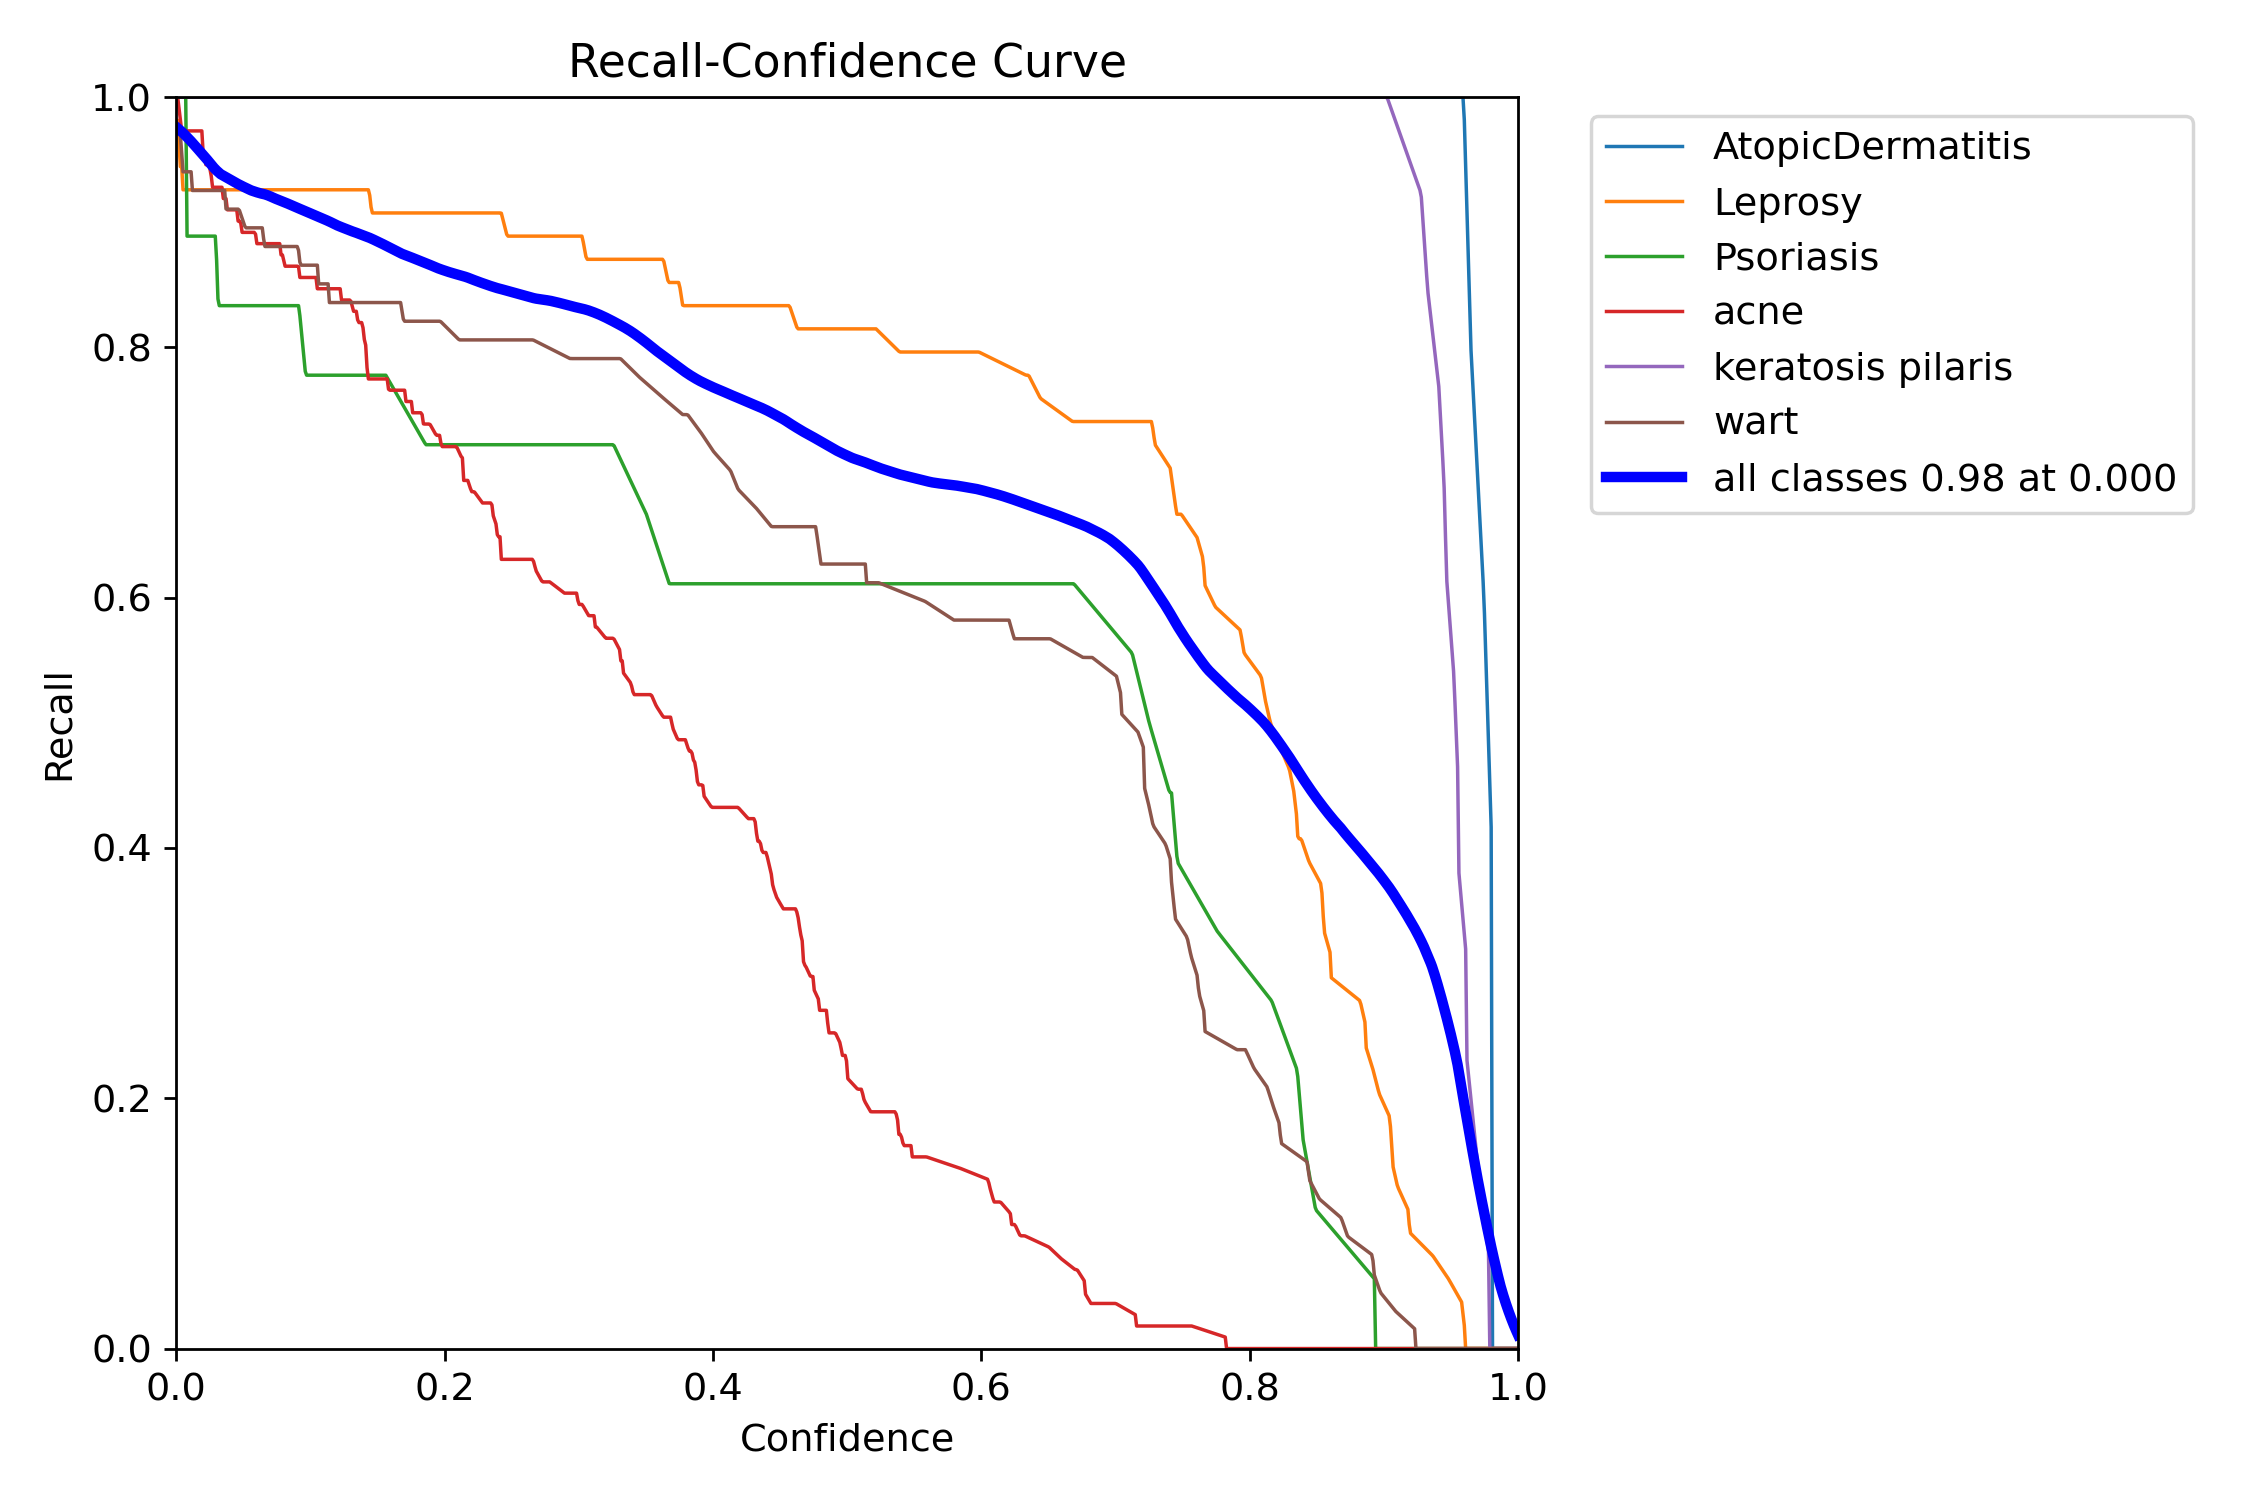 Recall-Confidence Curve
1.0
0.8
0.6
0.4
0.2
0.0
Recall
0.0 0.2 0.4 0.6 0.8 1.0
Confidence
AtopicDermatitis
Leprosy
Psoriasis
acne
keratosis pilaris
wart
all classes 0.98 at 0.000